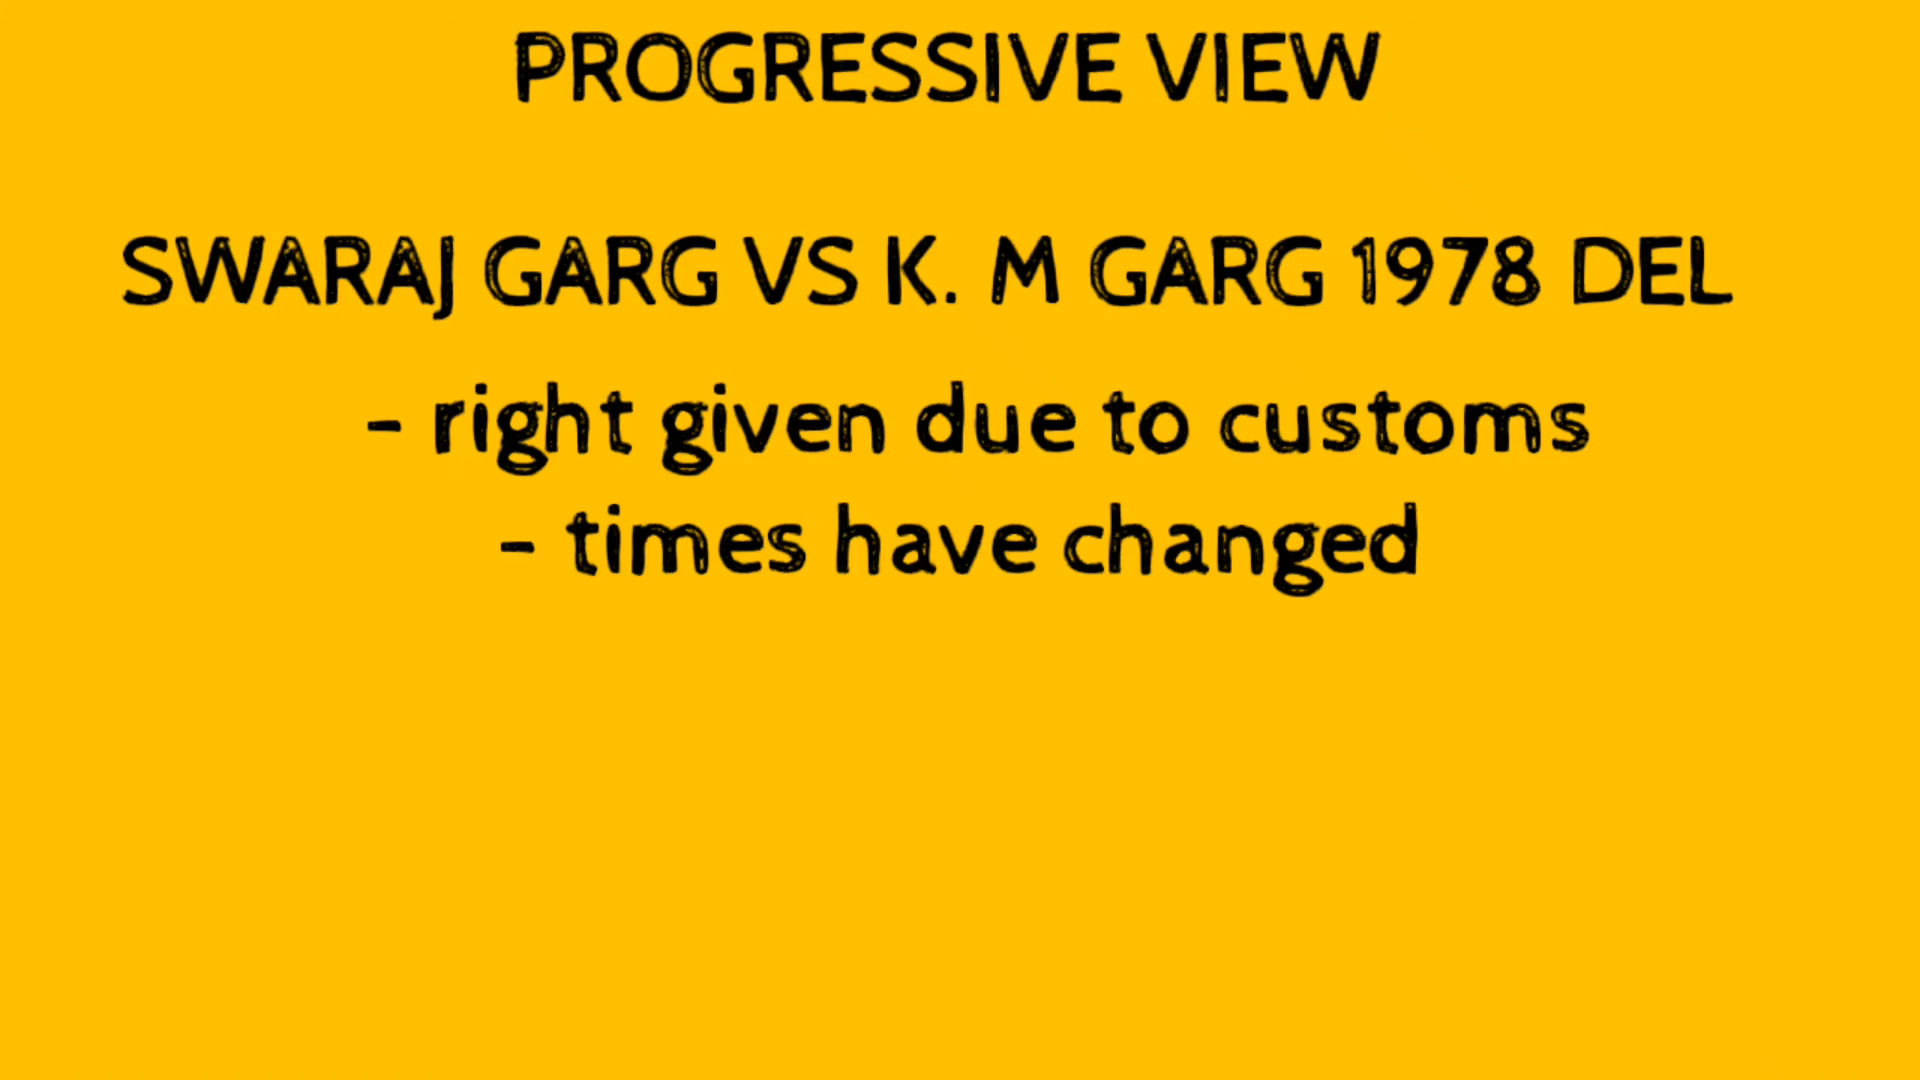 PROGRESSIVE VIEW
SWARAJ GARG VS K. M GARG 1978 DEL
- right given due to customs
- times have changed